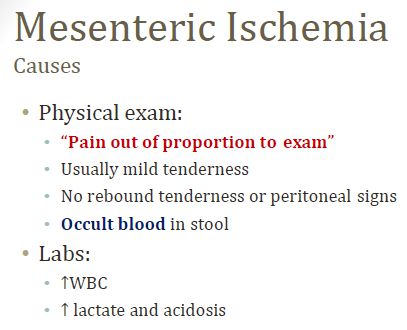 Mesenteric Ischemia
Causes
• Physical exam:
• “Pain out of proportion to exam”
• Usually mild tenderness
• No rebound tenderness or peritoneal signs
• Occult blood in stool
• Labs:
• ↑WBC
• ↑ lactate and acidosis